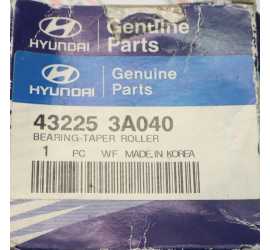 Genuine
HYUNDAI Parts
Genuine
HYUNDAI Parts
43225 3A040
BEARING-TAPER ROLLER
1 PC WF MADE IN KOREA